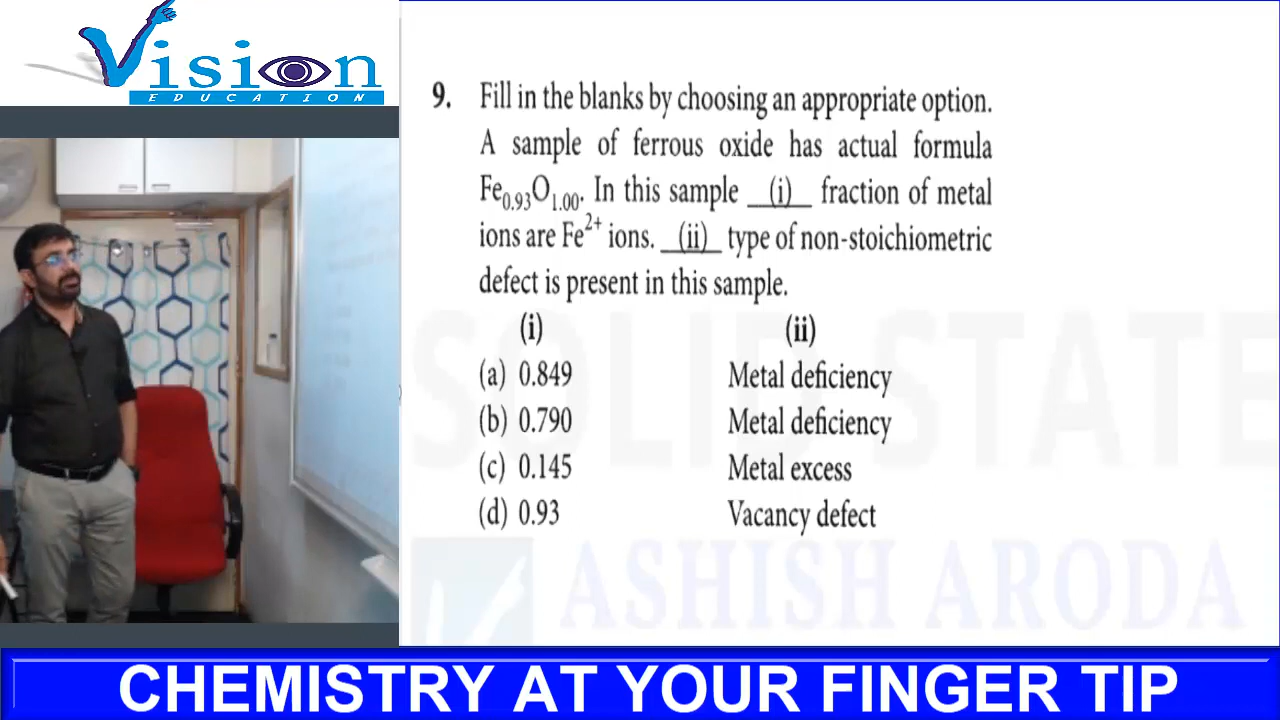 Vision
EDUCATION
9. Fill in the blanks by choosing an appropriate option.
A sample of ferrous oxide has actual formula
Fe0.93O1.00. In this sample (i) fraction of metal
ions are Fe2+ ions. (ii) type of non-stoichiometric
defect is present in this sample.
(i) (ii)
(a) 0.849 Metal deficiency
(b) 0.790 Metal deficiency
(c) 0.145 Metal excess
(d) 0.93 Vacancy defect
SOLID STATE
ASHISH ARODA
CHEMISTRY AT YOUR FINGER TIP